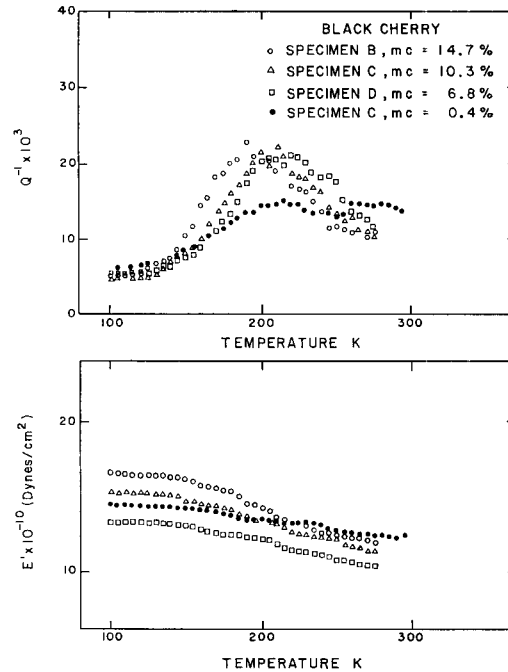 BLACK CHERRY
○ SPECIMEN B, mc = 14.7 %
△ SPECIMEN C, mc = 10.3 %
□ SPECIMEN D, mc = 6.8 %
● SPECIMEN C, mc = 0.4 %
40
30
20
10
0
Q⁻¹ x 10³
100
200
300
TEMPERATURE K
20
10
E' x 10⁻¹⁰ (Dynes/cm²)
100
200
300
TEMPERATURE K